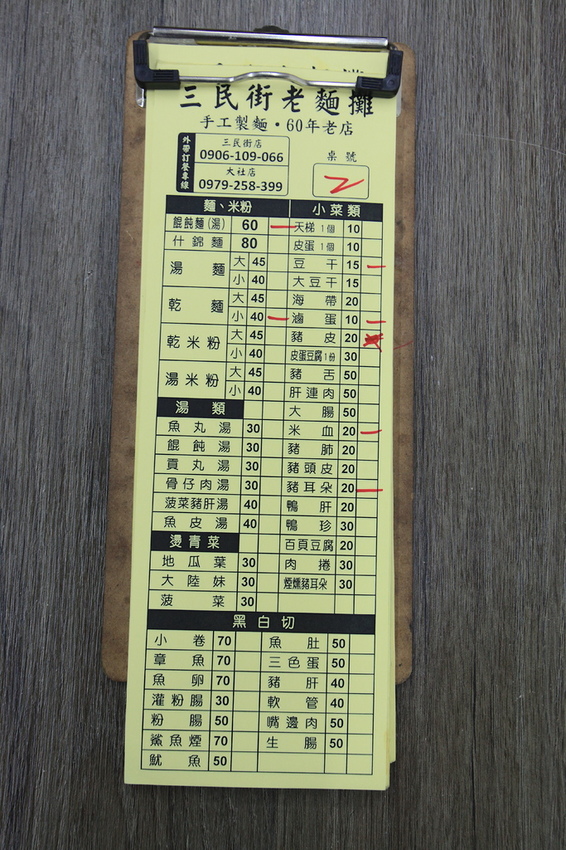 三民街老麵攤
手工製麵・60年老店
外帶訂餐專線
三民街店
0906-109-066
大社店
0979-258-399
桌號
2
麵、米粉
餛飩麵(湯) 60
什錦麵 80
湯麵 大 45
小 40
乾麵 大 45
小 40
乾米粉 大 45
小 40
湯米粉 大 45
小 40
湯類
魚丸湯 30
餛飩湯 30
貢丸湯 30
骨仔肉湯 30
菠菜豬肝湯 40
魚皮湯 40
燙青菜
地瓜葉 30
大陸妹 30
菠菜 30
小菜類
天梯 1個 10
皮蛋 1個 10
豆干 15
大豆干 15
海帶 20
滷蛋 10
豬皮 20
皮蛋豆腐 1份 30
豬舌 50
肝連肉 50
大腸 50
米血 20
豬肺 20
豬頭皮 20
豬耳朵 20
鴨肝 20
鴨珍 30
百頁豆腐 20
肉捲 30
煙燻豬耳朵 30
黑白切
小卷 70
章魚 70
魚卵 70
灌粉腸 30
粉腸 50
鯊魚煙 70
魷魚 50
魚肚 50
三色蛋 50
豬肝 40
軟管 40
嘴邊肉 50
生腸 50